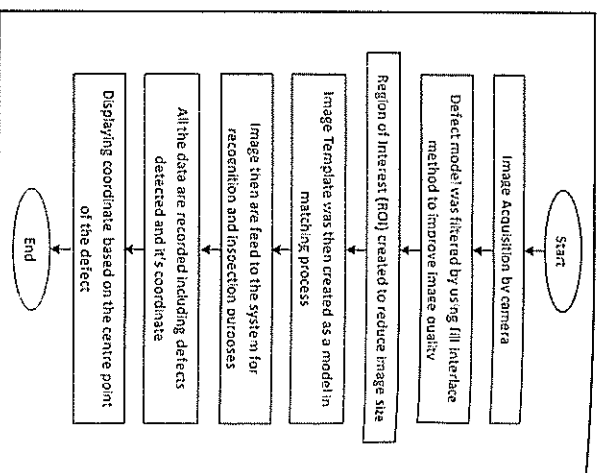 Start
Image Acquisition by camera
Defect model was filtered by using fill interlace
method to improve image quality
Region of Interest (ROI) created to reduce image size
Image Template was then created as a model in
matching process
Image then are feed to the system for
recognition and inspection purposes
All the data are recorded including defects
detected and it's coordinate
Displaying coordinate based on the centre point
of the defect
End